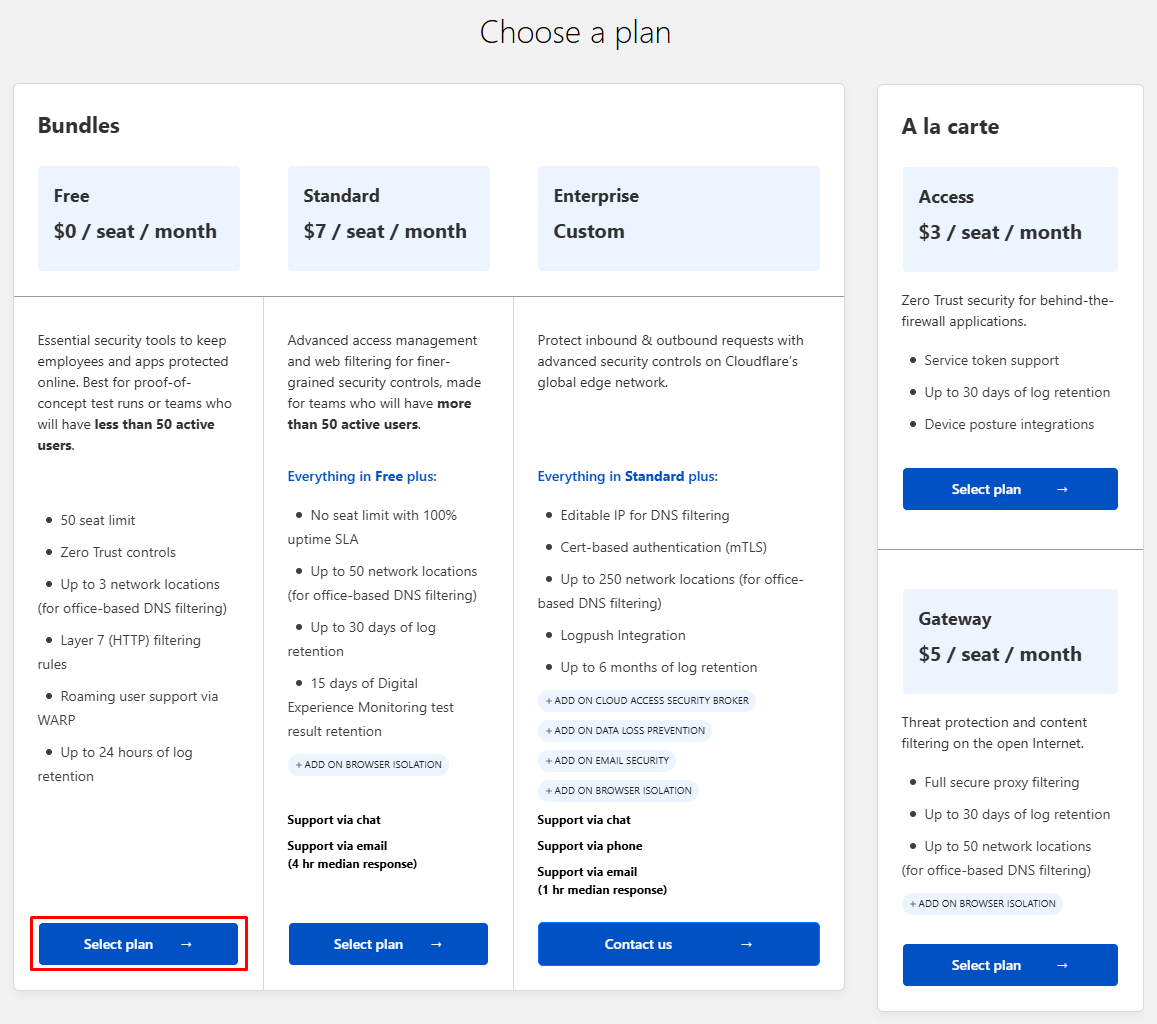 Choose a plan
Bundles
Free
$0 / seat / month
Standard
$7 / seat / month
Enterprise
Custom
Essential security tools to keep
employees and apps protected
online. Best for proof-of-
concept test runs or teams who
will have less than 50 active
users.
• 50 seat limit
• Zero Trust controls
• Up to 3 network locations
(for office-based DNS filtering)
• Layer 7 (HTTP) filtering
rules
• Roaming user support via
WARP
• Up to 24 hours of log
retention
Select plan →
Advanced access management
and web filtering for finer-
grained security controls, made
for teams who will have more
than 50 active users.
Everything in Free plus:
• No seat limit with 100%
uptime SLA
• Up to 50 network locations
(for office-based DNS filtering)
• Up to 30 days of log
retention
• 15 days of Digital
Experience Monitoring test
result retention
+ ADD ON BROWSER ISOLATION
Support via chat
Support via email
(4 hr median response)
Select plan →
Protect inbound & outbound requests with
advanced security controls on Cloudflare's
global edge network.
Everything in Standard plus:
• Editable IP for DNS filtering
• Cert-based authentication (mTLS)
• Up to 250 network locations (for office-
based DNS filtering)
• Logpush Integration
• Up to 6 months of log retention
+ ADD ON CLOUD ACCESS SECURITY BROKER
+ ADD ON DATA LOSS PREVENTION
+ ADD ON EMAIL SECURITY
+ ADD ON BROWSER ISOLATION
Support via chat
Support via phone
Support via email
(1 hr median response)
Contact us →
A la carte
Access
$3 / seat / month
Zero Trust security for behind-the-
firewall applications.
• Service token support
• Up to 30 days of log retention
• Device posture integrations
Select plan →
Gateway
$5 / seat / month
Threat protection and content
filtering on the open Internet.
• Full secure proxy filtering
• Up to 30 days of log retention
• Up to 50 network locations
(for office-based DNS filtering)
+ ADD ON BROWSER ISOLATION
Select plan →